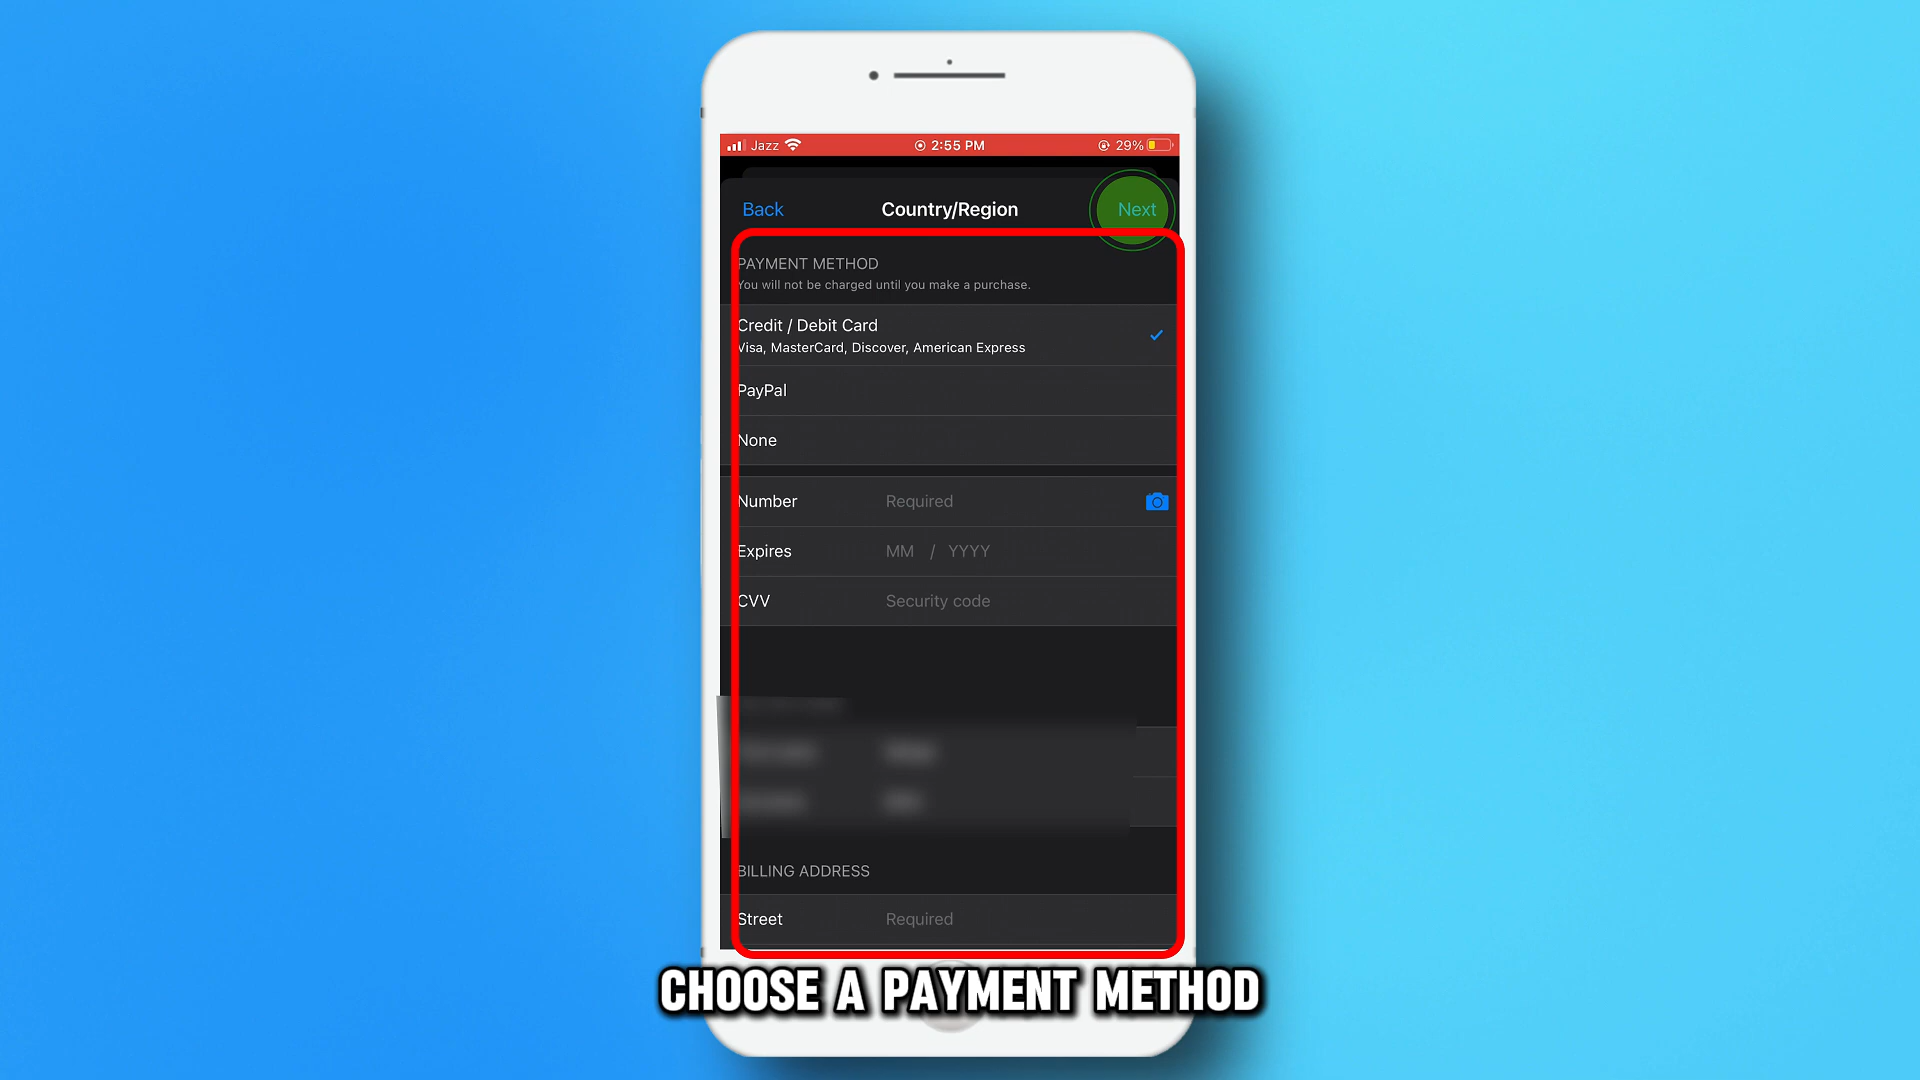 Jazz 2:55 PM 29%
Back Country/Region Next
PAYMENT METHOD
You will not be charged until you make a purchase.
Credit / Debit Card
Visa, MasterCard, Discover, American Express
PayPal
None
Number Required
Expires MM / YYYY
CVV Security code
BILLING ADDRESS
Street Required
CHOOSE A PAYMENT METHOD